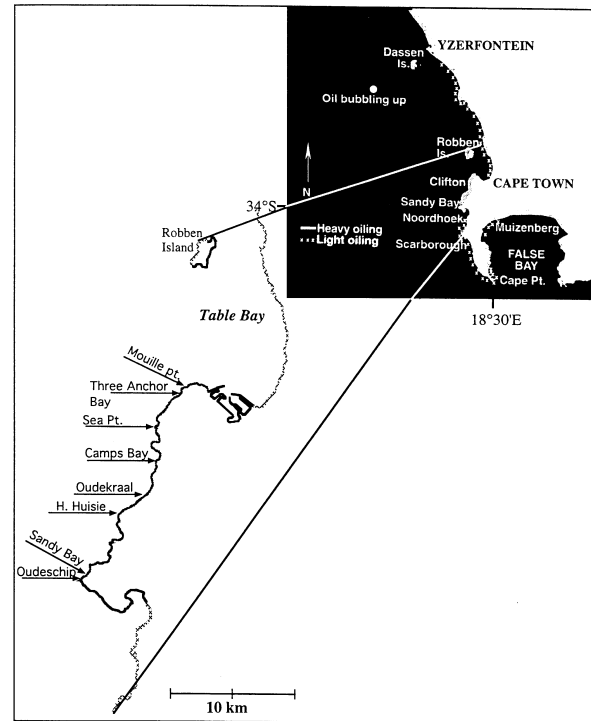 YZERFONTEIN
Dassen
Is.
Oil bubbling up
Robben
Is.
N
Clifton
CAPE TOWN
34°S
Sandy Bay
Noordhoek
Heavy oiling
Light oiling
Muizenberg
Scarborough
FALSE
BAY
Cape Pt.
18°30'E
Robben
Island
Table Bay
Mouille pt.
Three Anchor
Bay
Sea Pt.
Camps Bay
Oudekraal
H. Huisie
Sandy Bay
Oudeschip
10 km